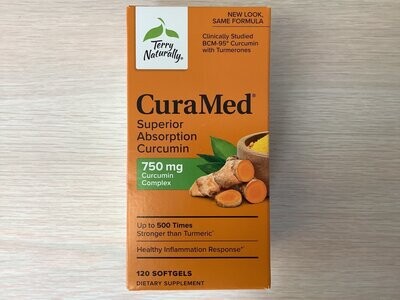 NEW LOOK,
SAME FORMULA
Terry
Naturally®
Clinically Studied
BCM-95® Curcumin
with Turmerones
CuraMed®
Superior
Absorption
Curcumin
750 mg
Curcumin
Complex
Up to 500 Times
Stronger than Turmeric*
Healthy Inflammation Response*^
120 SOFTGELS
DIETARY SUPPLEMENT